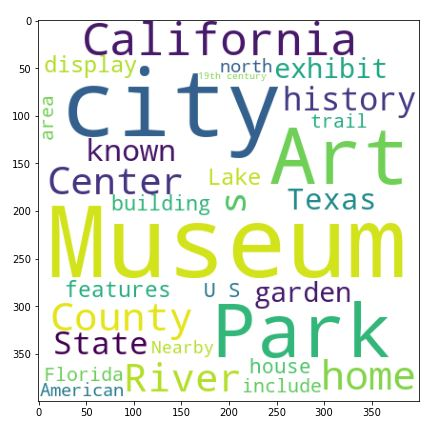 0
50
100
150
200
250
300
350
0 50 100 150 200 250 300 350
California
display north exhibit
19th century
city
area
history
trail
known
Art
Center
Lake
s
Texas
building
Museum
features U S garden
County
Park
State
Nearby
Florida
River
house
home
American
include